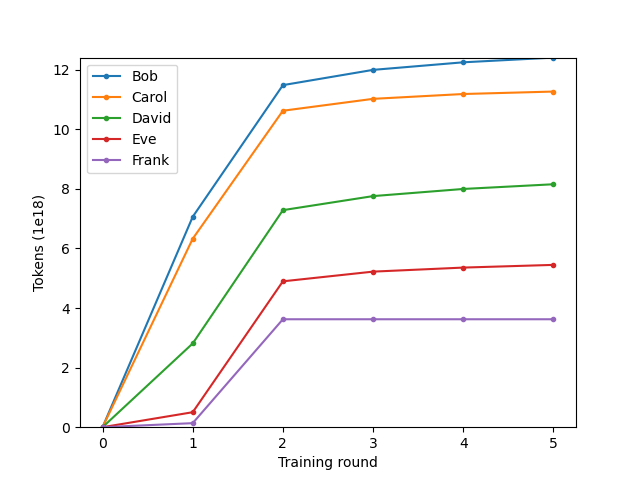 12
10
8
6
4
2
0
Tokens (1e18)
Bob
Carol
David
Eve
Frank
0 1 2 3 4 5
Training round